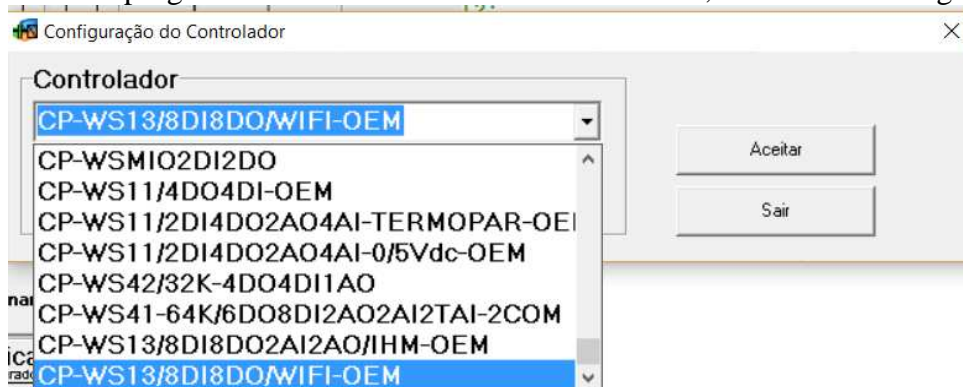 Configuração do Controlador
Controlador
CP-WS13/8DI8DO/WIFI-OEM
Aceitar
CP-WSMIO2DI2DO
CP-WS11/4DO4DI-OEM
CP-WS11/2DI4DO2AO4AI-TERMOPAR-OEI
Sair
CP-WS11/2DI4DO2AO4AI-0/5Vdc-OEM
CP-WS42/32K-4DO4DI1AO
CP-WS41-64K/6DO8DI2AO2AI2TAI-2COM
CP-WS13/8DI8DO2AI2AO/IHM-OEM
CP-WS13/8DI8DO/WIFI-OEM